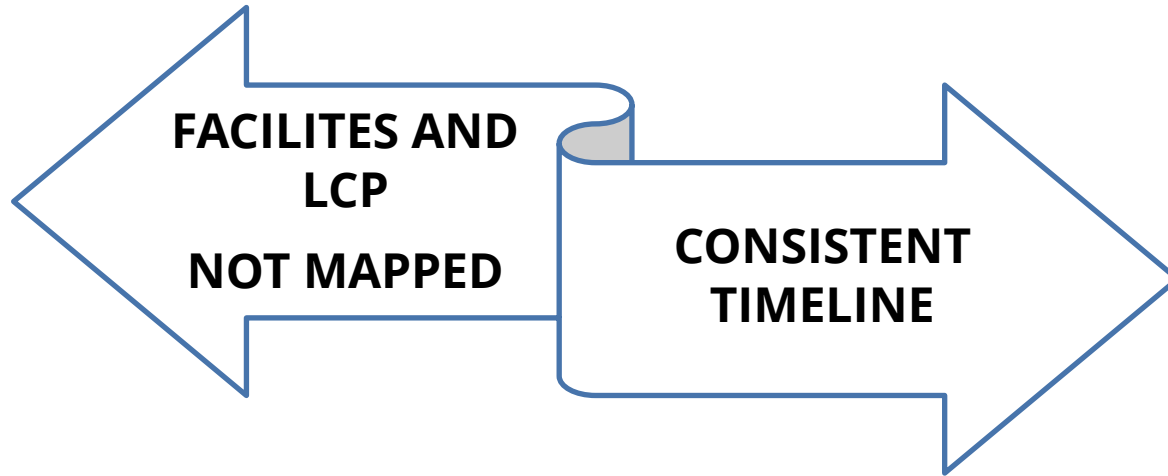 FACILITES AND
LCP
NOT MAPPED
CONSISTENT
TIMELINE